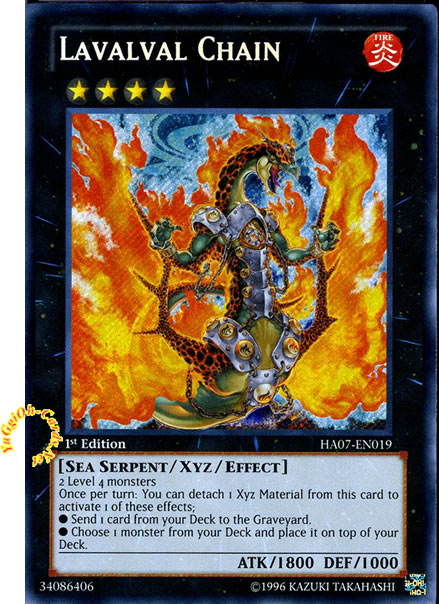 LAVALVAL CHAIN
FIRE
炎
YuGiOh-Cards.Net
1st Edition
HA07-EN019
[SEA SERPENT/XYZ/EFFECT]
2 Level 4 monsters
Once per turn: You can detach 1 Xyz Material from this card to
activate 1 of these effects;
● Send 1 card from your Deck to the Graveyard.
● Choose 1 monster from your Deck and place it on top of your
Deck.
ATK/1800 DEF/1000
34086406
©1996 KAZUKI TAKAHASHI